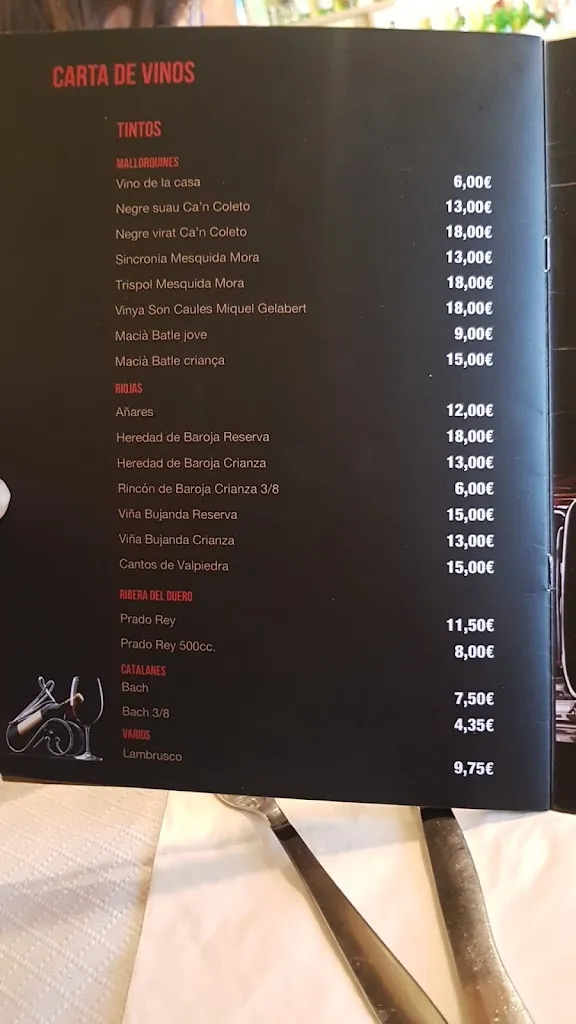 CARTA DE VINOS
TINTOS
MALLORQUINES
Vino de la casa 6,00€
Negre suau Ca'n Coleto 13,00€
Negre virat Ca'n Coleto 18,00€
Sincronia Mesquida Mora 13,00€
Trispol Mesquida Mora 18,00€
Vinya Son Caules Miquel Gelabert 18,00€
Macià Batle jove 9,00€
Macià Batle criança 15,00€
RIOJAS
Añares 12,00€
Heredad de Baroja Reserva 18,00€
Heredad de Baroja Crianza 13,00€
Rincón de Baroja Crianza 3/8 6,00€
Viña Bujanda Reserva 15,00€
Viña Bujanda Crianza 13,00€
Cantos de Valpiedra 15,00€
RIBERA DEL DUERO
Prado Rey 11,50€
Prado Rey 500cc. 8,00€
CATALANES
Bach 7,50€
Bach 3/8 4,35€
VARIOS
Lambrusco 9,75€